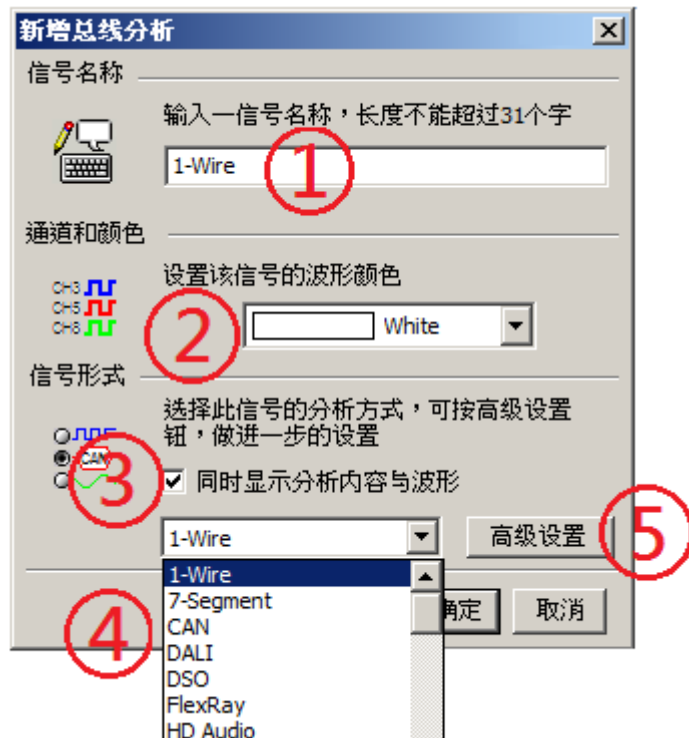 新增总线分析
信号名称
输入一信号名称，长度不能超过31个字
1-Wire
1
通道和颜色
设置该信号的波形颜色
CH3
CH5
CH8
2
White
信号形式
选择此信号的分析方式，可按高级设置
钮，做进一步的设置
CAN
3
同时显示分析内容与波形
1-Wire
高级设置
5
1-Wire
7-Segment
确定
取消
4
CAN
DALI
DSO
FlexRay
HD Audio